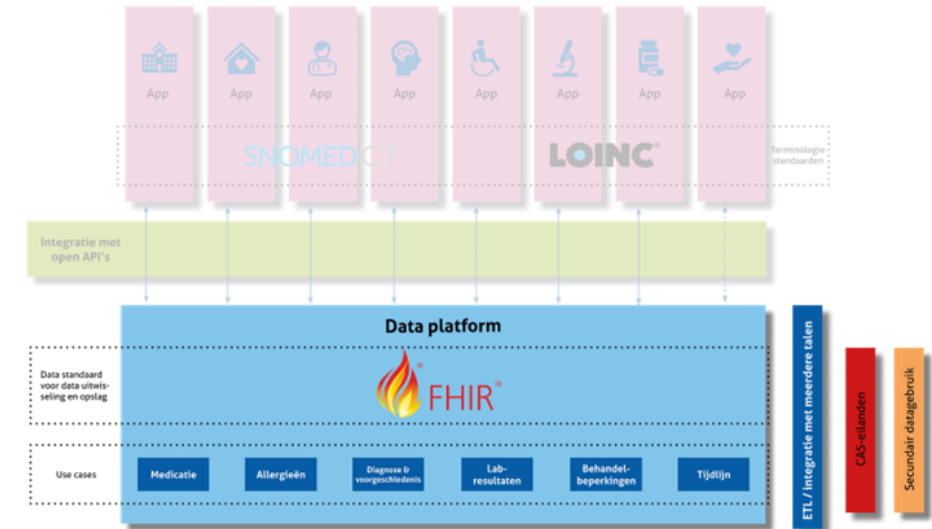 App App App App App App App App
SNOMED CT
LOINC®
Terminologie
standaarden
Integratie met
open API's
Data platform
Data standaard
voor data uitwis-
seling en opslag
FHIR®
Use cases
Medicatie
Allergieën
Diagnose &
voorgeschiedenis
Lab-
resultaten
Behandel-
beperkingen
Tijdlijn
ETL / integratie met meerdere talen
CAS-eilanden
Secundair datagebruik